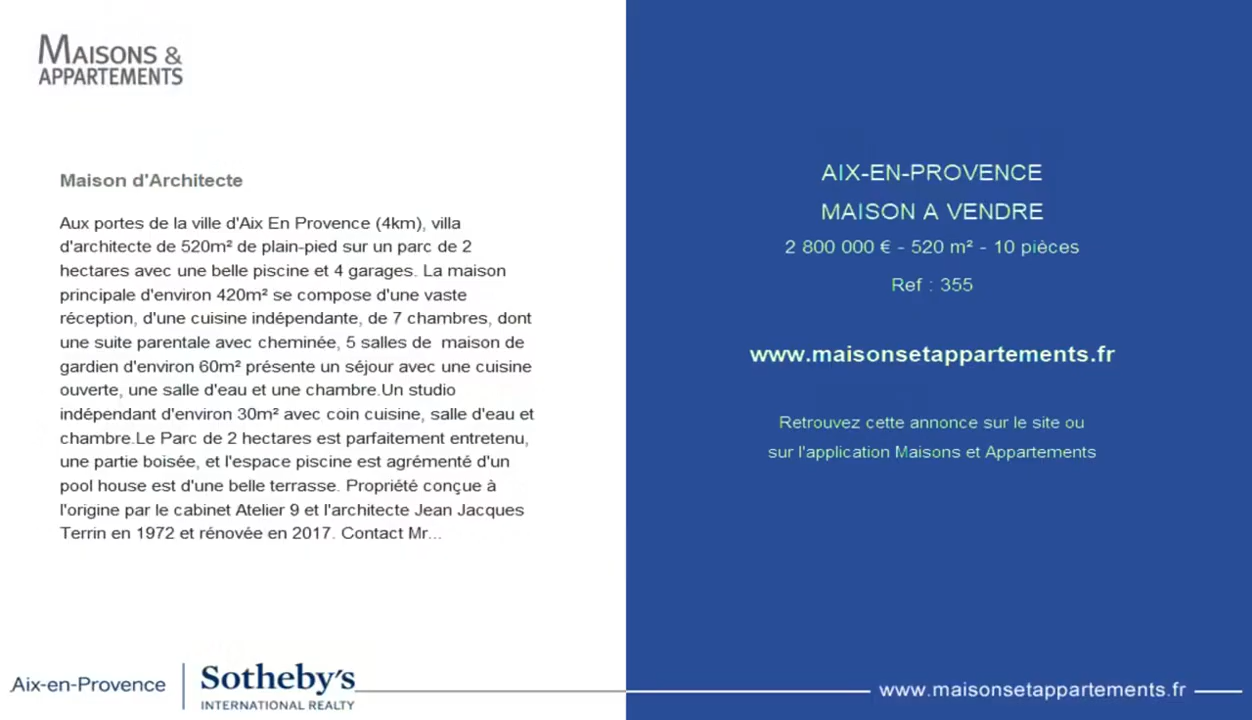 MAISONS &
APPARTEMENTS
Maison d'Architecte
Aux portes de la ville d'Aix En Provence (4km), villa
d'architecte de 520m² de plain-pied sur un parc de 2
hectares avec une belle piscine et 4 garages. La maison
principale d'environ 420m² se compose d'une vaste
réception, d'une cuisine indépendante, de 7 chambres, dont
une suite parentale avec cheminée, 5 salles de  maison de
gardien d'environ 60m² présente un séjour avec une cuisine
ouverte, une salle d'eau et une chambre.Un studio
indépendant d'environ 30m² avec coin cuisine, salle d'eau et
chambre.Le Parc de 2 hectares est parfaitement entretenu,
une partie boisée, et l'espace piscine est agrémenté d'un
pool house est d'une belle terrasse. Propriété conçue à
l'origine par le cabinet Atelier 9 et l'architecte Jean Jacques
Terrin en 1972 et rénovée en 2017. Contact Mr...
AIX-EN-PROVENCE
MAISON A VENDRE
2 800 000 € - 520 m² - 10 pièces
Ref : 355
www.maisonsetappartements.fr
Retrouvez cette annonce sur le site ou
sur l'application Maisons et Appartements
Aix-en-Provence
Sotheby's
INTERNATIONAL REALTY
www.maisonsetappartements.fr